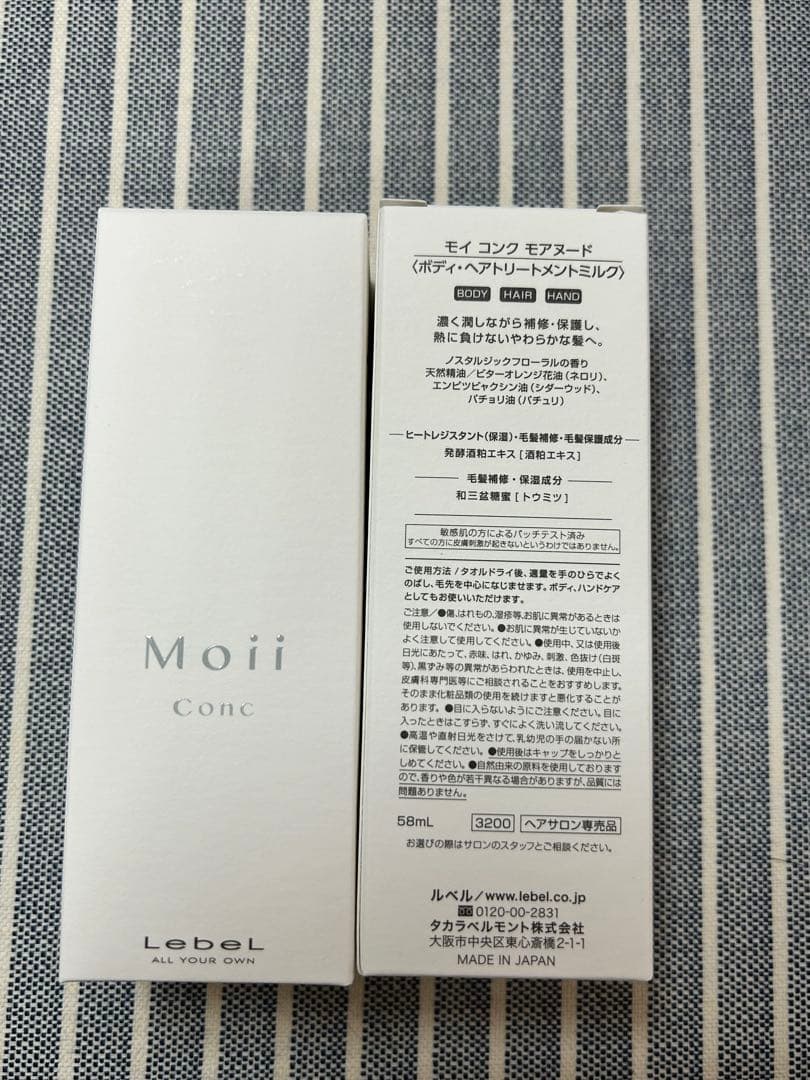 Moii
Conc
LebeL
ALL YOUR OWN
モイ コンク モアヌード
〈ボディ・ヘアトリートメントミルク〉
BODY HAIR HAND
濃く潤しながら補修・保護し、
熱に負けないやわらかな髪へ。
ノスタルジックフローラルの香り
天然精油/ビターオレンジ花油(ネロリ)、
エンピツビャクシン油(シダーウッド)、
パチョリ油(パチュリ)
ヒートレジスタント(保湿)・毛髪補修・毛髪保護成分
発酵酒粕エキス[酒粕エキス]
毛髪補修・保湿成分
和三盆糖蜜[トウミツ]
敏感肌の方によるパッチテスト済み
すべての方に皮膚刺激が起きないというわけではありません。
ご使用方法/タオルドライ後、適量を手のひらでよく
のばし、毛先を中心になじませます。ボディ、ハンドケア
としてもお使いいただけます。
ご注意/●傷、はれもの、湿疹等、お肌に異常があるときは
使用しないでください。●お肌に異常が生じていないか
よく注意して使用してください。●使用中、又は使用後
日光にあたって、赤味、はれ、かゆみ、刺激、色抜け(白斑
等)、黒ずみ等の異常があらわれたときは、使用を中止し、
皮膚科専門医等にご相談されることをおすすめします。
そのまま化粧品類の使用を続けますと悪化することが
あります。●目に入らないようにご注意ください。目に
入ったときはこすらず、すぐによく洗い流してください。
●高温や直射日光をさけて、乳幼児の手の届かない所
に保管してください。●使用後はキャップをしっかりと
しめてください。●自然由来の原料を使用しております
ので、香りや色が若干異なる場合がありますが、品質には
問題ありません。
58mL 3200 ヘアサロン専売品
お選びの際はサロンのスタッフとご相談ください。
ルベル/www.lebel.co.jp
0120-00-2831
タカラベルモント株式会社
大阪市中央区東心斎橋2-1-1
MADE IN JAPAN